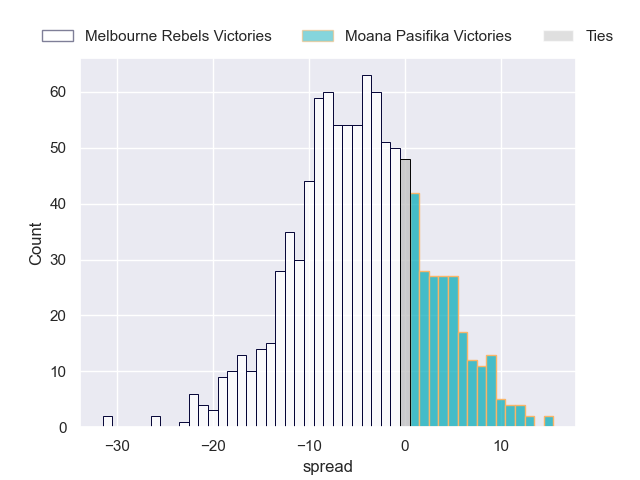 Melbourne Rebels Victories Moana Pasifika Victories Ties
60
50
40
30
20
10
0
Count
−30 −20 −10 0 10
spread